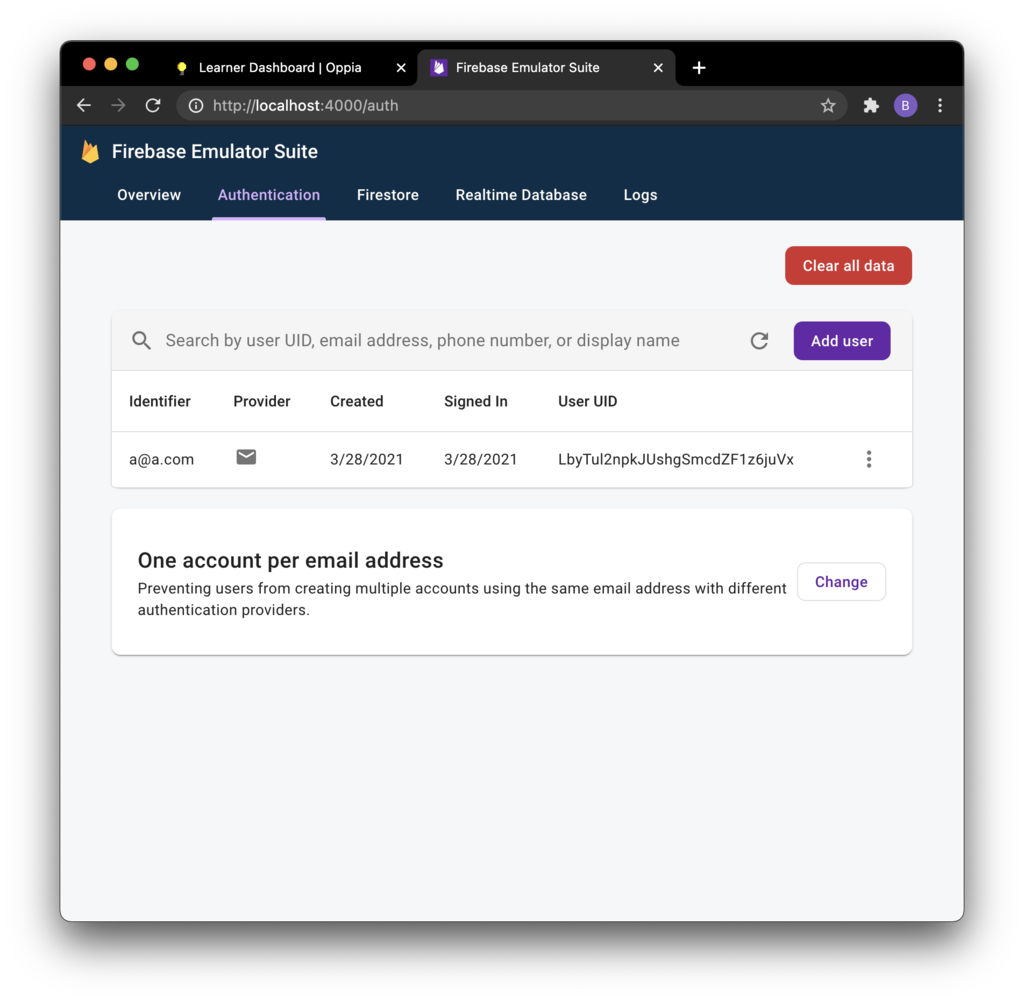 Learner Dashboard | Oppia
Firebase Emulator Suite
http://localhost:4000/auth
B
Firebase Emulator Suite
Overview Authentication Firestore Realtime Database Logs
Clear all data
Search by user UID, email address, phone number, or display name
Add user
Identifier Provider Created Signed In User UID
a@a.com 3/28/2021 3/28/2021 LbyTul2npkJUshgSmcdZF1z6juVx
One account per email address
Preventing users from creating multiple accounts using the same email address with different
authentication providers.
Change